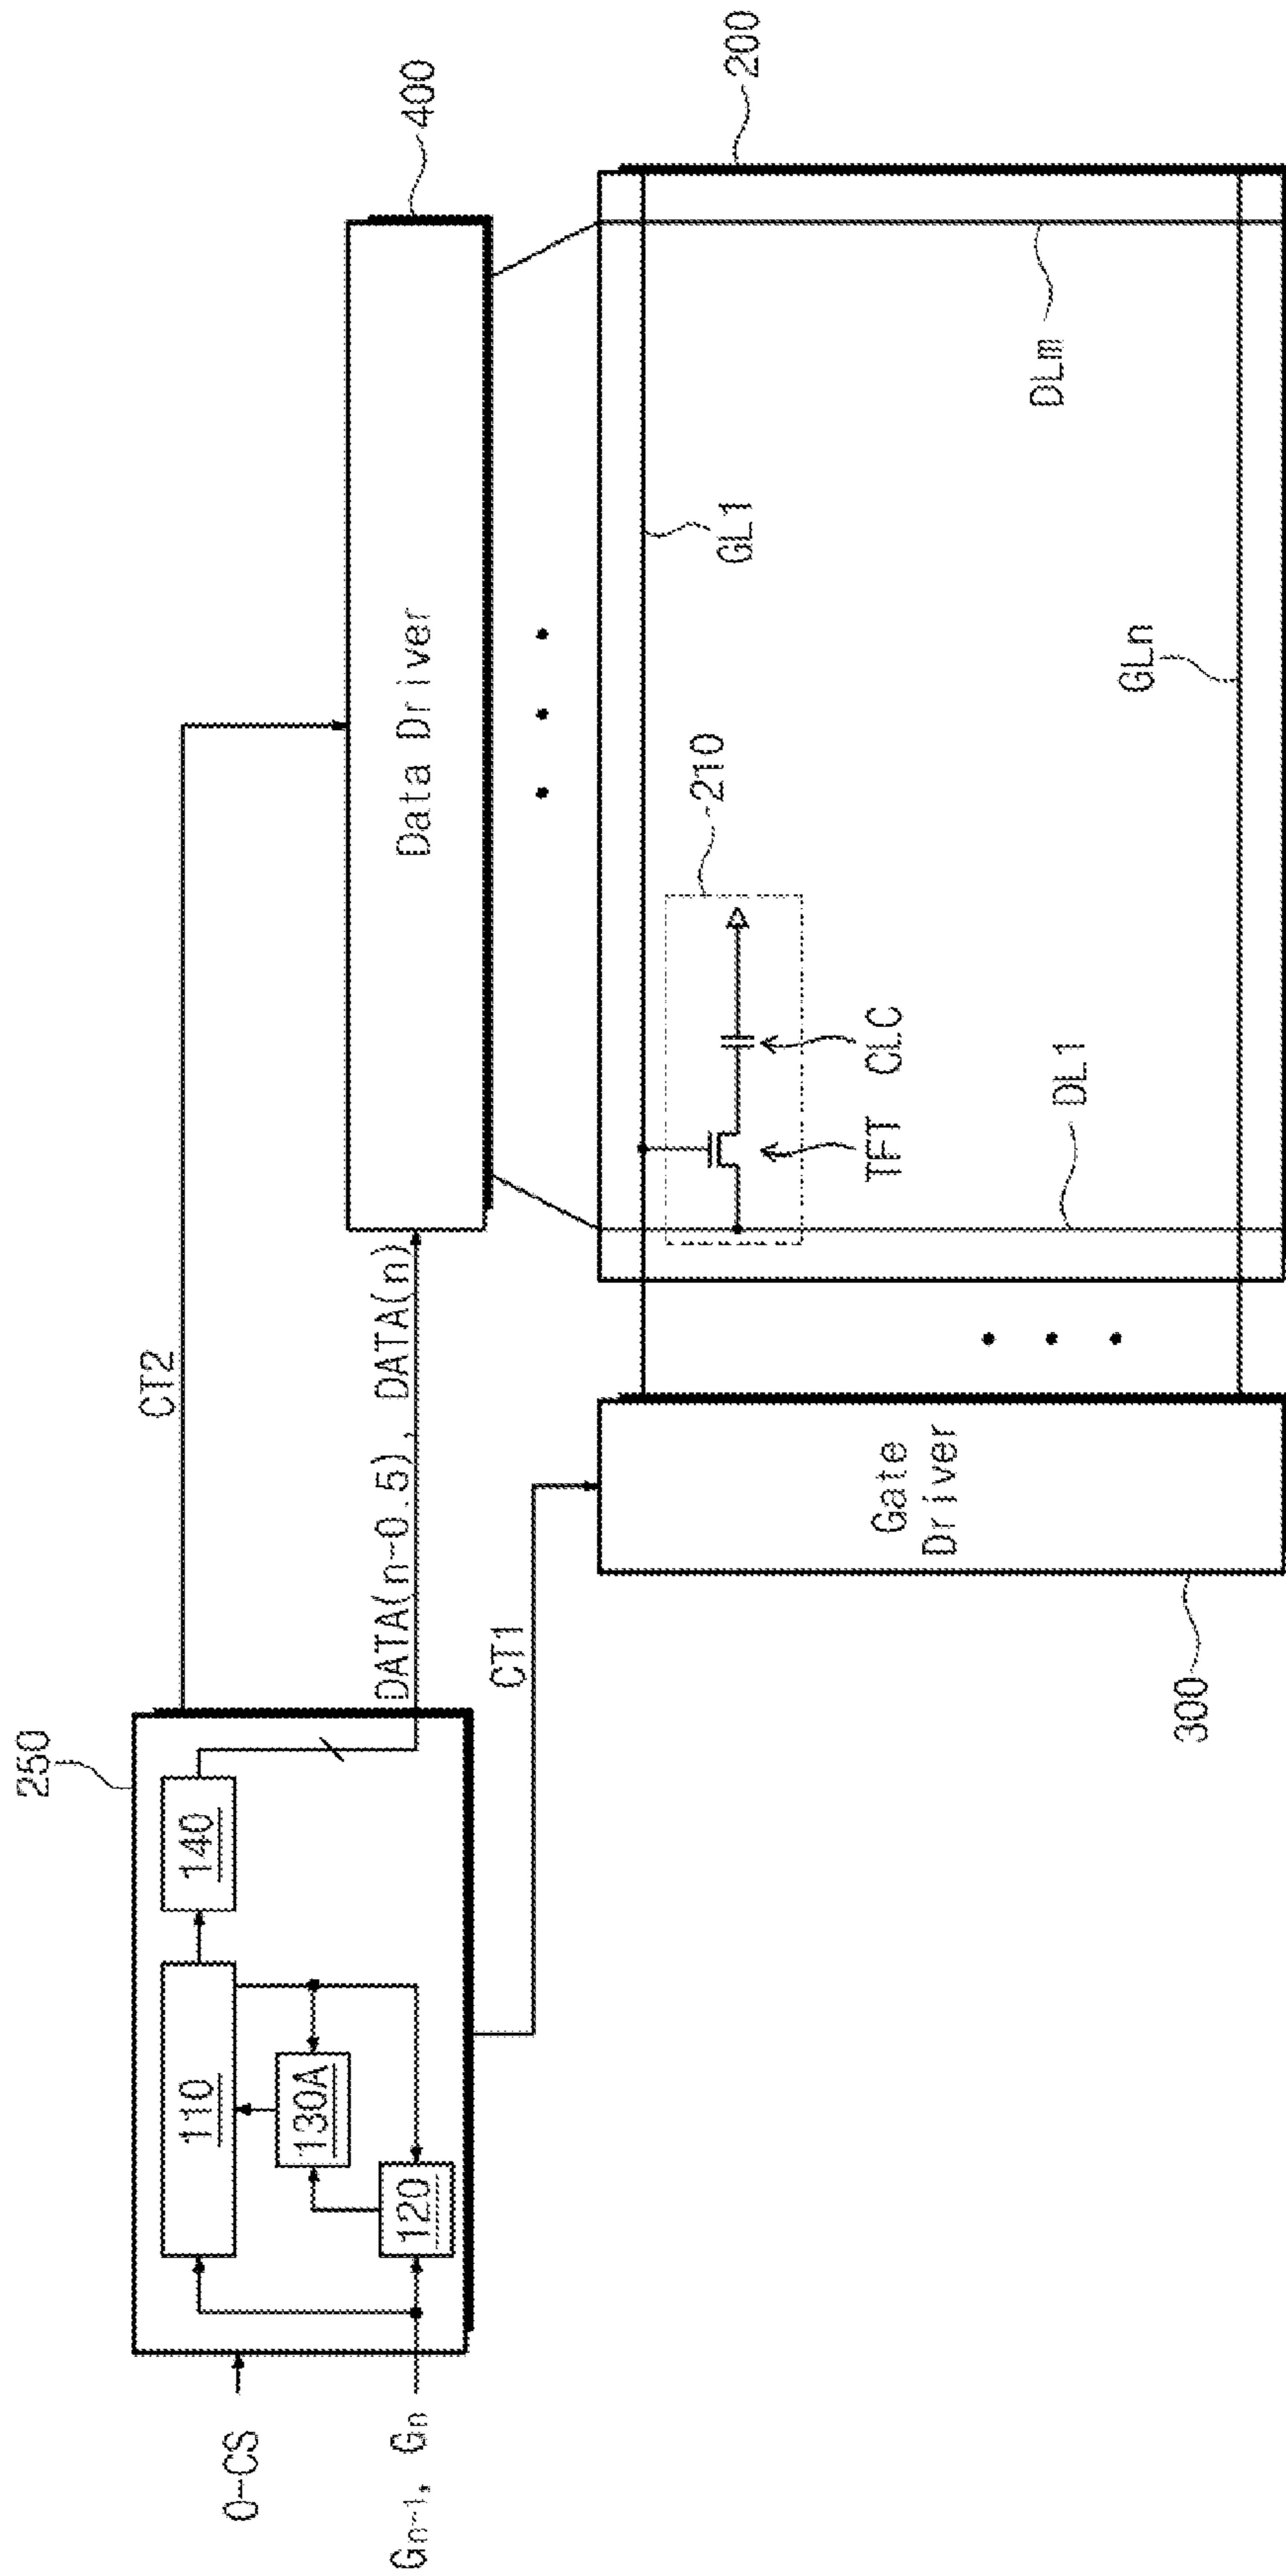 250
CT2
400
140
110
130A
120
O-CS
Gn-1, Gn
DATA(n-0.5), DATA(n)
Data Driver
CT1
200
Gate
Driver
300
GL1
210
TFT
CLC
DL1
DLm
GLn